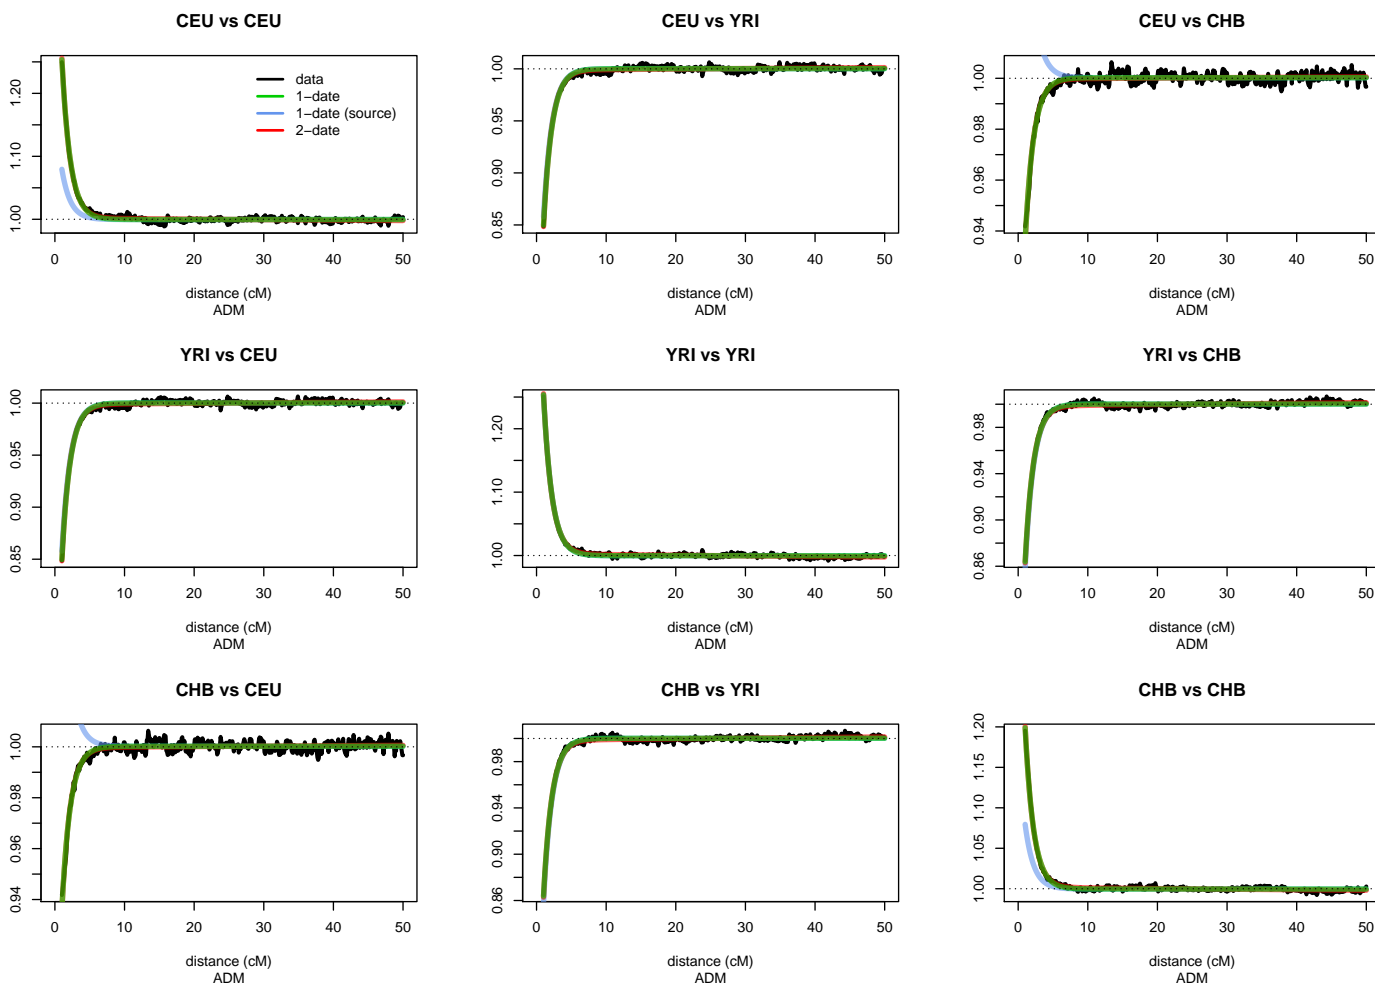 CEU vs CEU
1.00 1.10 1.20
data
1−date
1−date (source)
2−date
0 10 20 30 40 50
distance (cM)
ADM
CEU vs YRI
0.85 0.90 0.95 1.00
0 10 20 30 40 50
distance (cM)
ADM
CEU vs CHB
0.94 0.96 0.98 1.00
0 10 20 30 40 50
distance (cM)
ADM
YRI vs CEU
0.85 0.90 0.95 1.00
0 10 20 30 40 50
distance (cM)
ADM
YRI vs YRI
1.00 1.10 1.20
0 10 20 30 40 50
distance (cM)
ADM
YRI vs CHB
0.86 0.90 0.94 0.98
0 10 20 30 40 50
distance (cM)
ADM
CHB vs CEU
0.94 0.96 0.98 1.00
0 10 20 30 40 50
distance (cM)
ADM
CHB vs YRI
0.86 0.90 0.94 0.98
0 10 20 30 40 50
distance (cM)
ADM
CHB vs CHB
1.00 1.05 1.10 1.15 1.20
0 10 20 30 40 50
distance (cM)
ADM